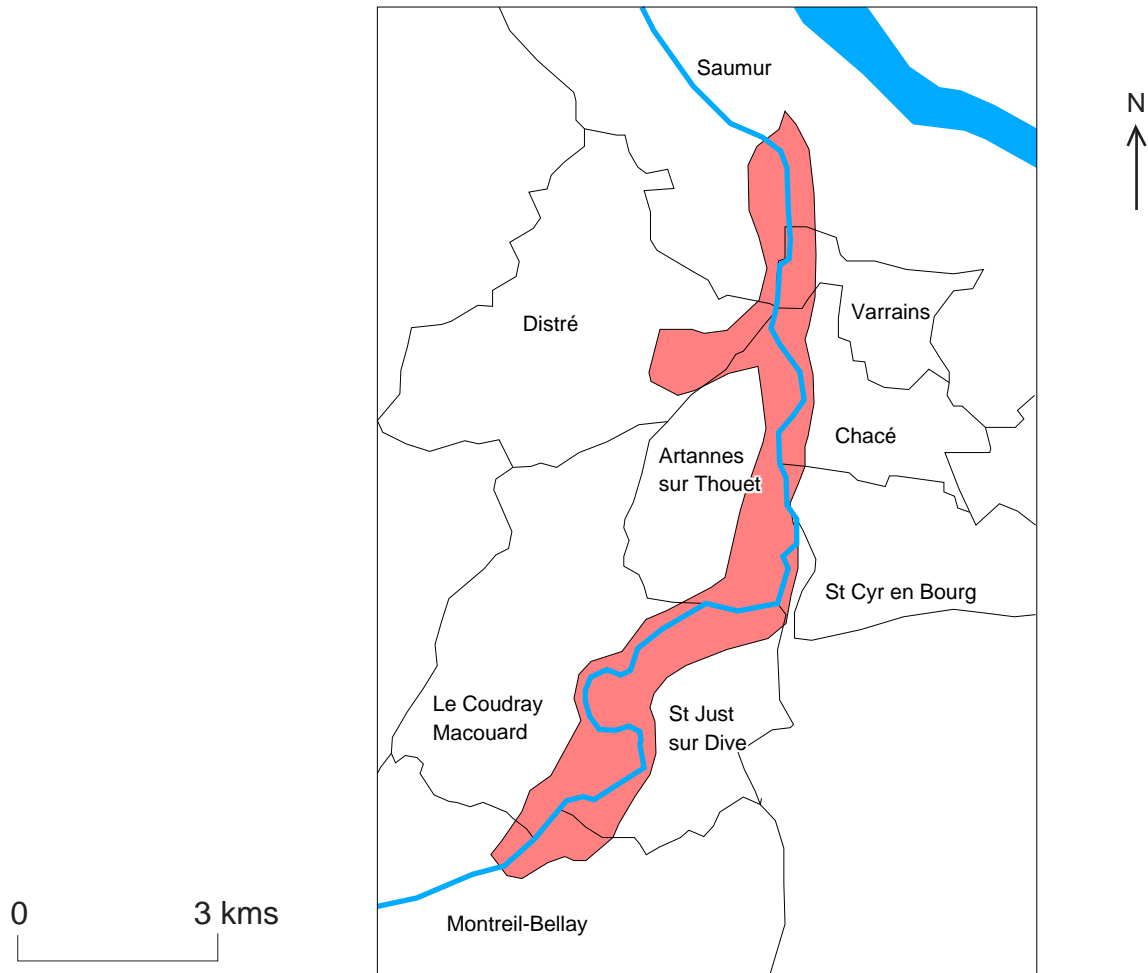 Saumur
N
Varrains
Distré
Chacé
Artannes
sur Thouet
St Cyr en Bourg
Le Coudray
Macouard
St Just
sur Dive
0 3 kms
Montreil-Bellay